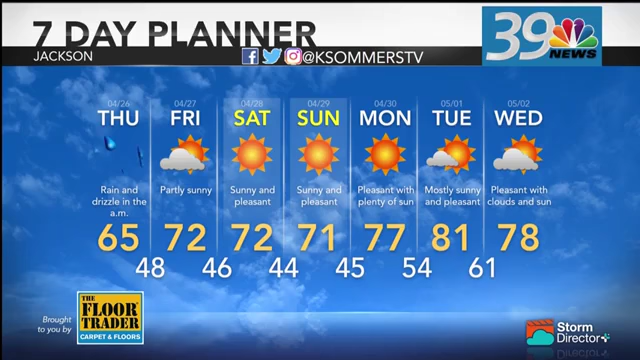 7 DAY PLANNER
JACKSON
@KSOMMERSTV
39 NEWS
04/26 04/27 04/28 04/29 04/30 05/01 05/02
THU FRI SAT SUN MON TUE WED
Rain and drizzle in the a.m.
Partly sunny
Sunny and pleasant
Sunny and pleasant
Pleasant with plenty of sun
Mostly sunny and pleasant
Pleasant with clouds and sun
65 72 72 71 77 81 78
48 46 44 45 54 61
Brought
to you by
THE
FLOOR
TRADER
CARPET & FLOORS
Storm
Director+